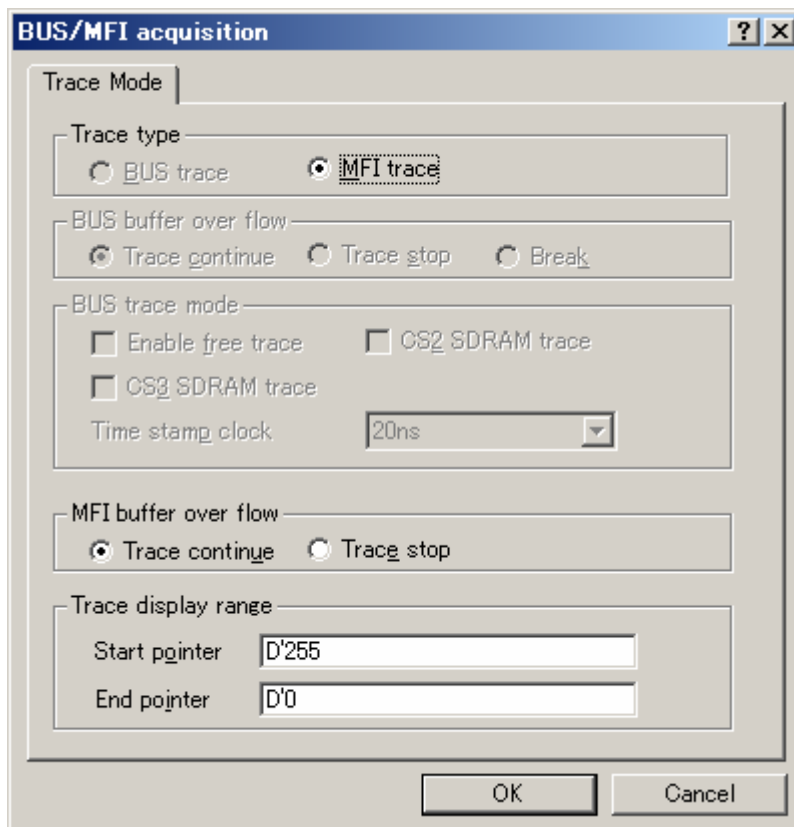 BUS/MFI acquisition
Trace Mode
Trace type
BUS trace MFI trace
BUS buffer over flow
Trace continue Trace stop Break
BUS trace mode
Enable free trace CS2 SDRAM trace
CS3 SDRAM trace
Time stamp clock 20ns
MFI buffer over flow
Trace continue Trace stop
Trace display range
Start pointer D'255
End pointer D'0
OK Cancel